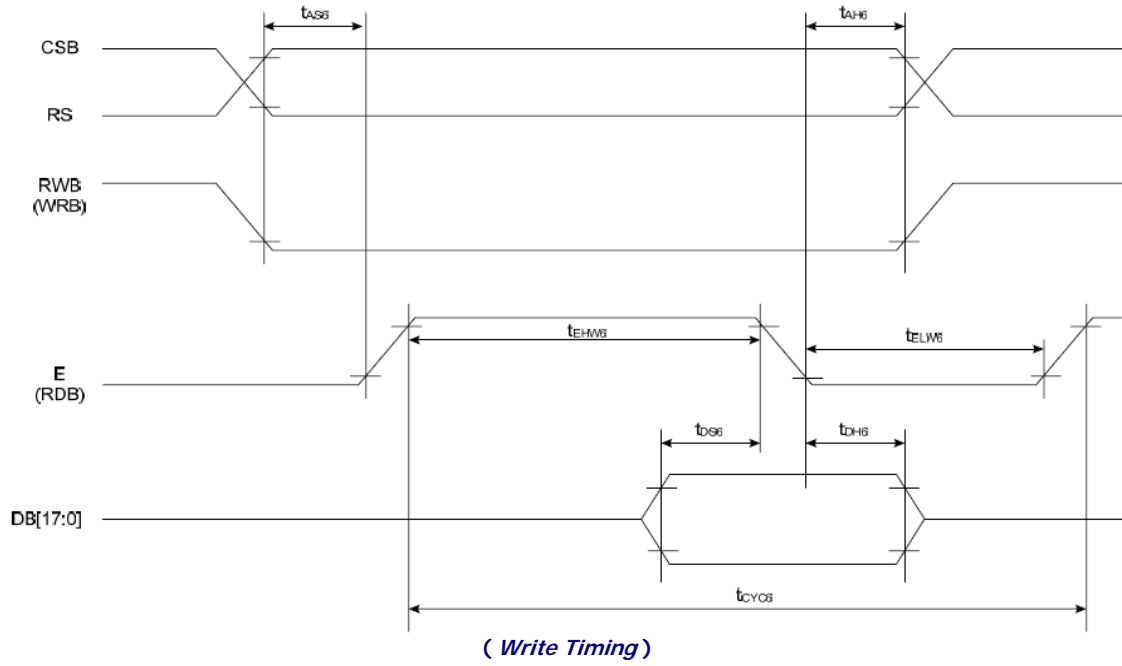 tAS6
tAH6
CSB
RS
RWB
(WRB)
tEHW6
tELW6
E
(RDB)
tDS6
tDH6
DB[17:0]
tCYC6
( Write Timing )